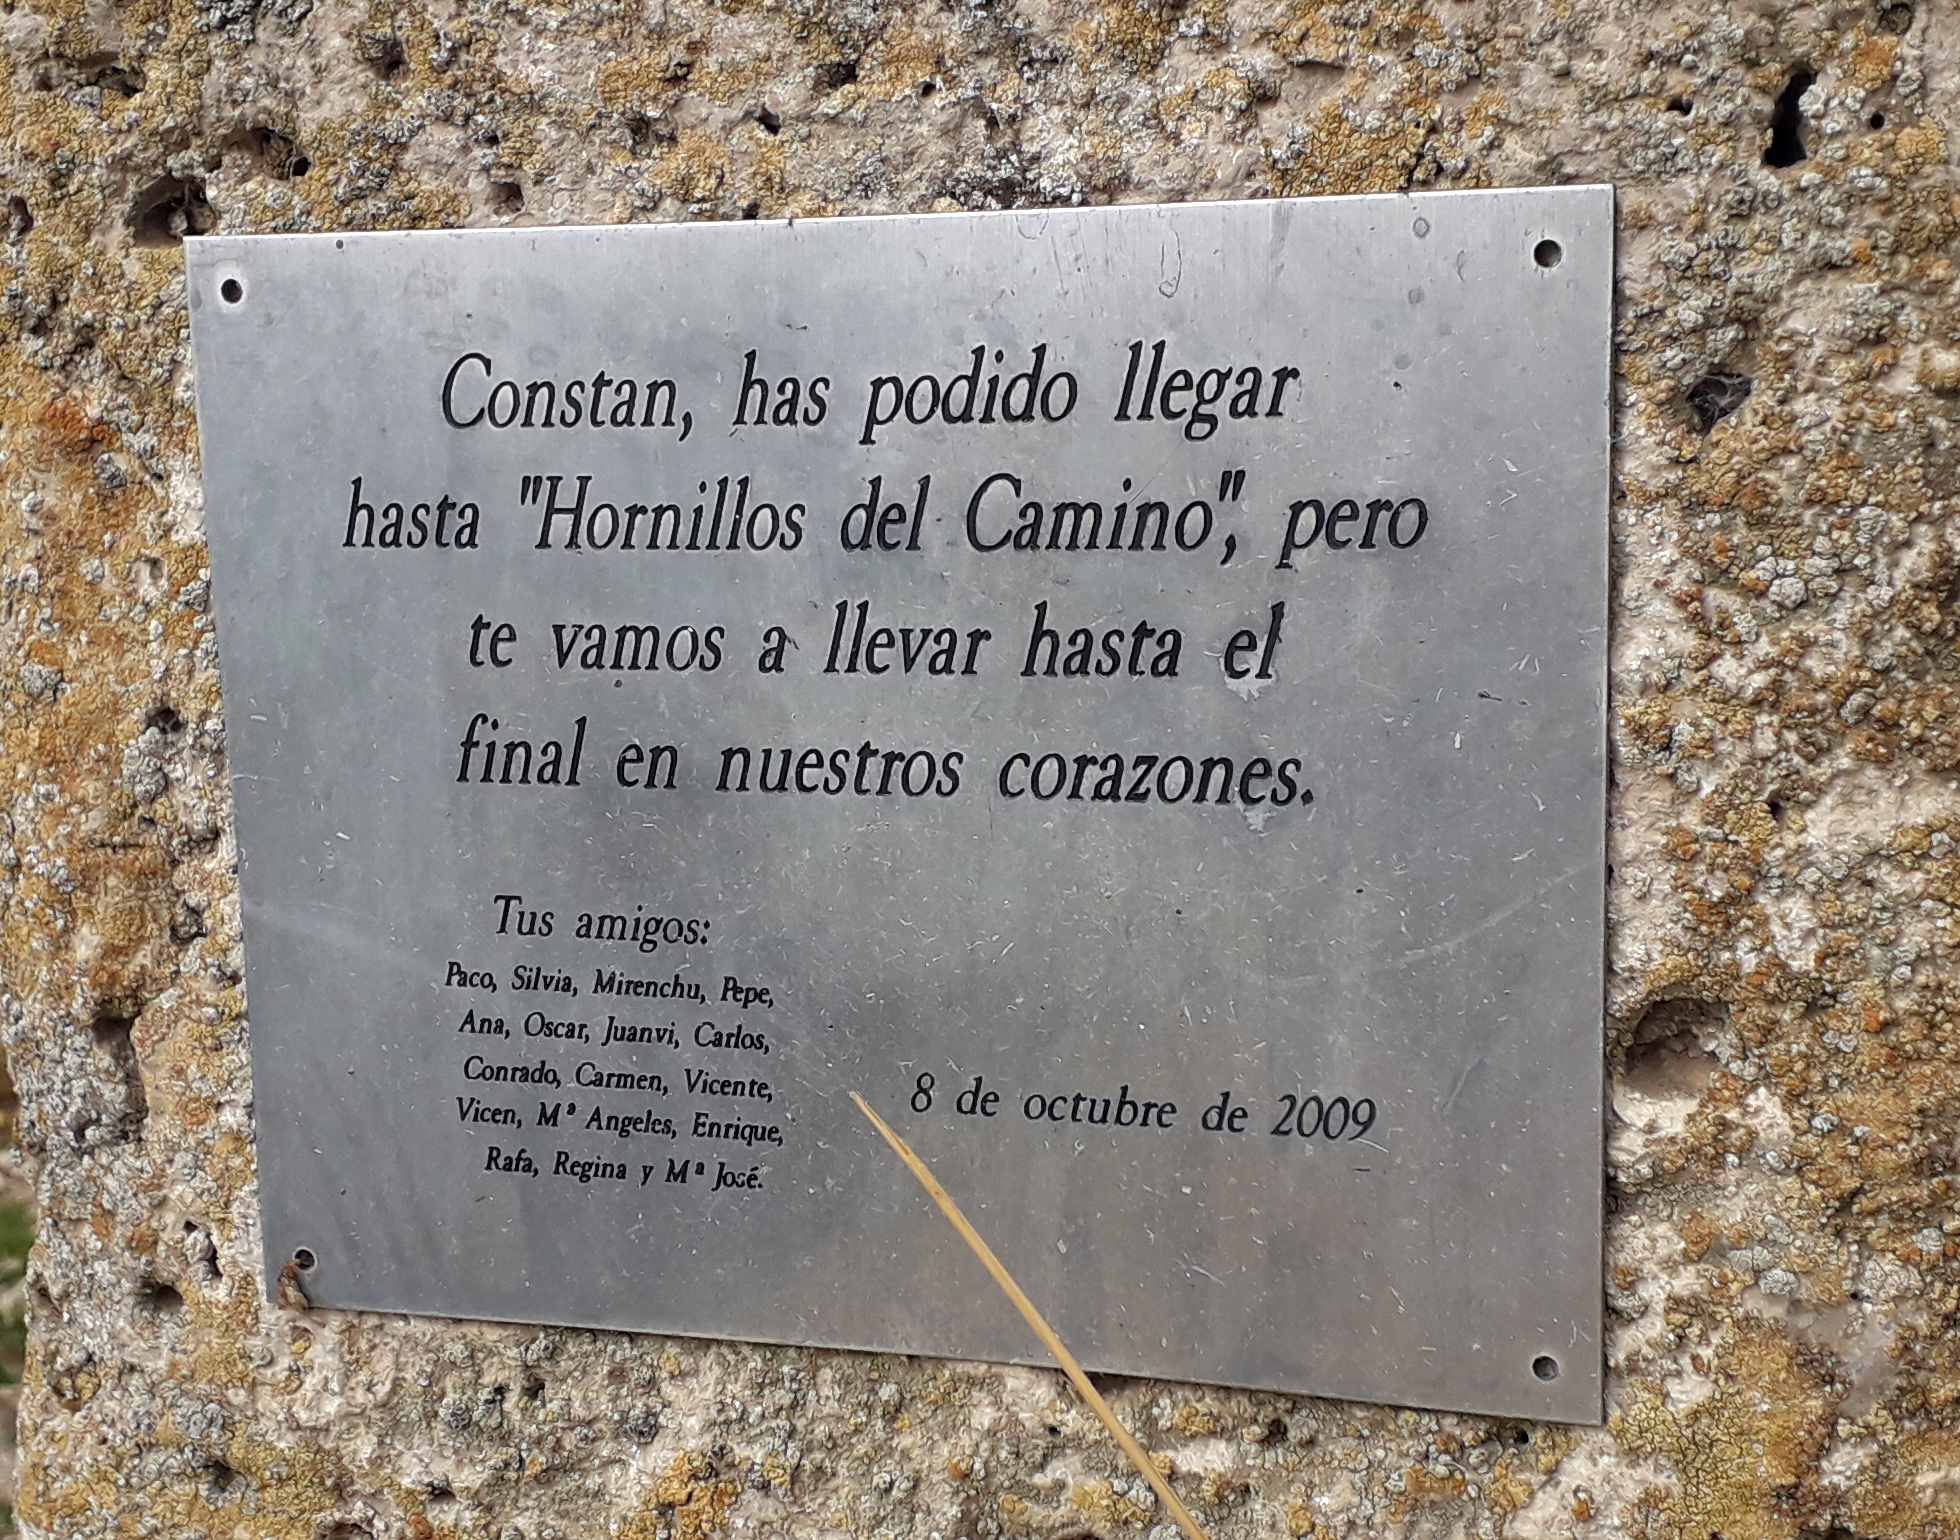 Constan, has podido llegar
hasta "Hornillos del Camino", pero
te vamos a llevar hasta el
final en nuestros corazones.
Tus amigos:
Paco, Silvia, Mirenchu, Pepe,
Ana, Oscar, Juanvi, Carlos,
Conrado, Carmen, Vicente,
Vicen, Mª Angeles, Enrique,
Rafa, Regina y Mª José.
8 de octubre de 2009